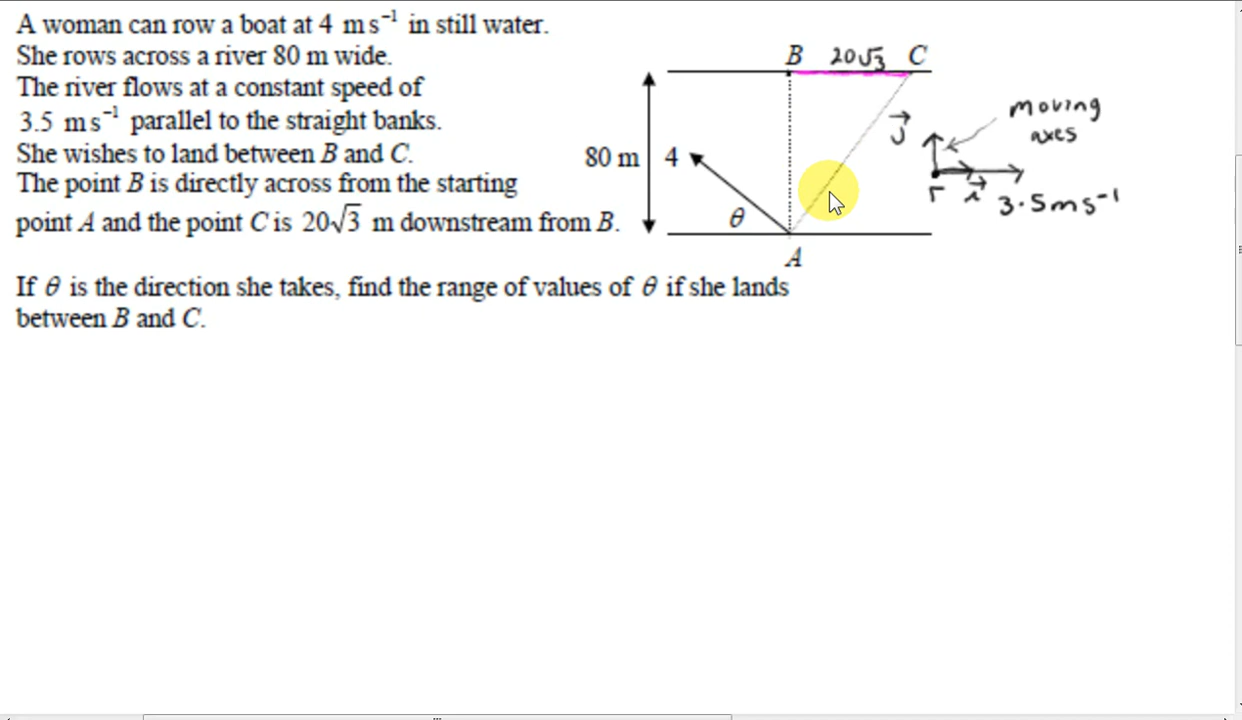 A woman can row a boat at 4 m s⁻¹ in still water.
She rows across a river 80 m wide.
The river flows at a constant speed of
3.5 m s⁻¹ parallel to the straight banks.
She wishes to land between B and C.
The point B is directly across from the starting
point A and the point C is 20√3 m downstream from B.
If θ is the direction she takes, find the range of values of θ if she lands
between B and C.
B 20√3 C
80 m 4
θ
A
j
moving
axes
r i 3.5ms⁻¹